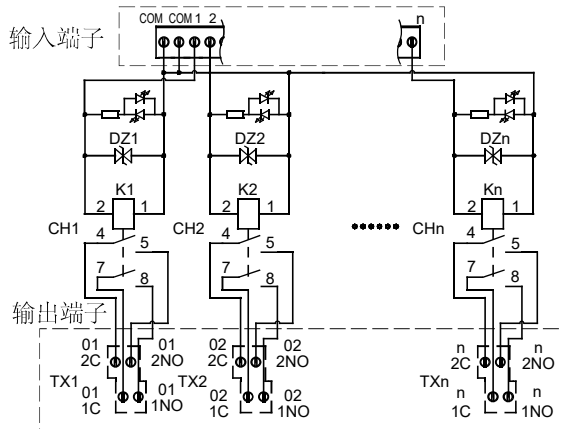 COM COM 1 2 n
输入端子
DZ1 DZ2 DZn
K1 K2 Kn
2 1 2 1 2 1
CH1 CH2 CHn
4 5 4 5 4 5
7 8 7 8 7 8
输出端子
01 01 02 02 n n
2C 2NO 2C 2NO 2C 2NO
TX1 TX2 TXn
01 01 02 02 n n
1C 1NO 1C 1NO 1C 1NO